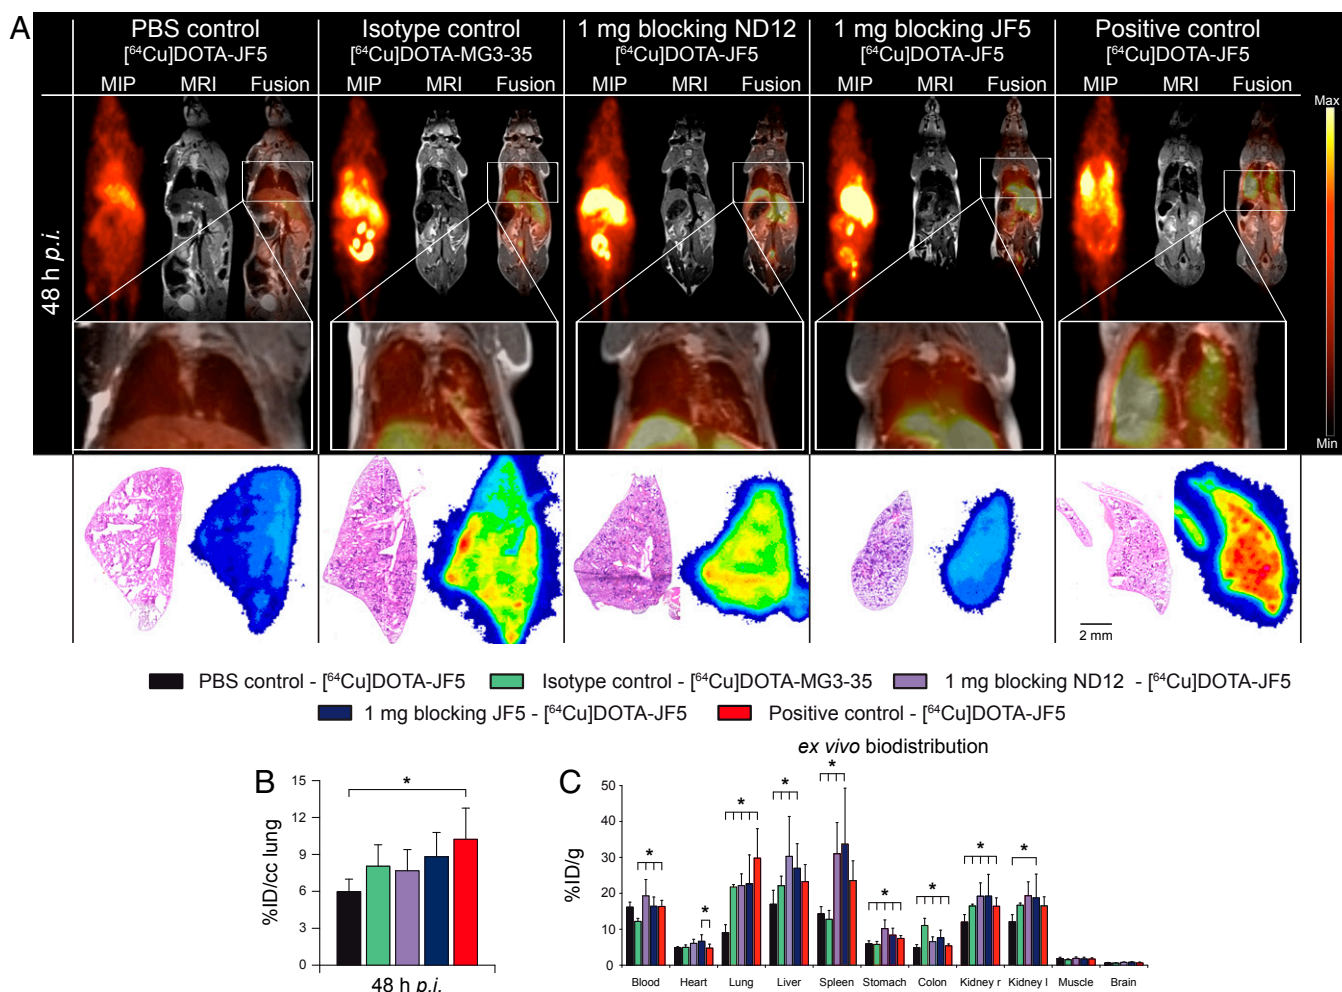 A
PBS control
[⁶⁴Cu]DOTA-JF5
MIP MRI Fusion
Isotype control
[⁶⁴Cu]DOTA-MG3-35
MIP MRI Fusion
1 mg blocking ND12
[⁶⁴Cu]DOTA-JF5
MIP MRI Fusion
1 mg blocking JF5
[⁶⁴Cu]DOTA-JF5
MIP MRI Fusion
Positive control
[⁶⁴Cu]DOTA-JF5
MIP MRI Fusion
48 h p.i.
Max
Min
2 mm
PBS control - [⁶⁴Cu]DOTA-JF5 Isotype control - [⁶⁴Cu]DOTA-MG3-35 1 mg blocking ND12 - [⁶⁴Cu]DOTA-JF5
1 mg blocking JF5 - [⁶⁴Cu]DOTA-JF5 Positive control - [⁶⁴Cu]DOTA-JF5
B
%ID/cc lung
15
12
9
6
3
0
*
48 h p.i.
C
ex vivo biodistribution
%ID/g
50
40
30
20
10
0
* * * * * * * * *
Blood Heart Lung Liver Spleen Stomach Colon Kidney r Kidney l Muscle Brain